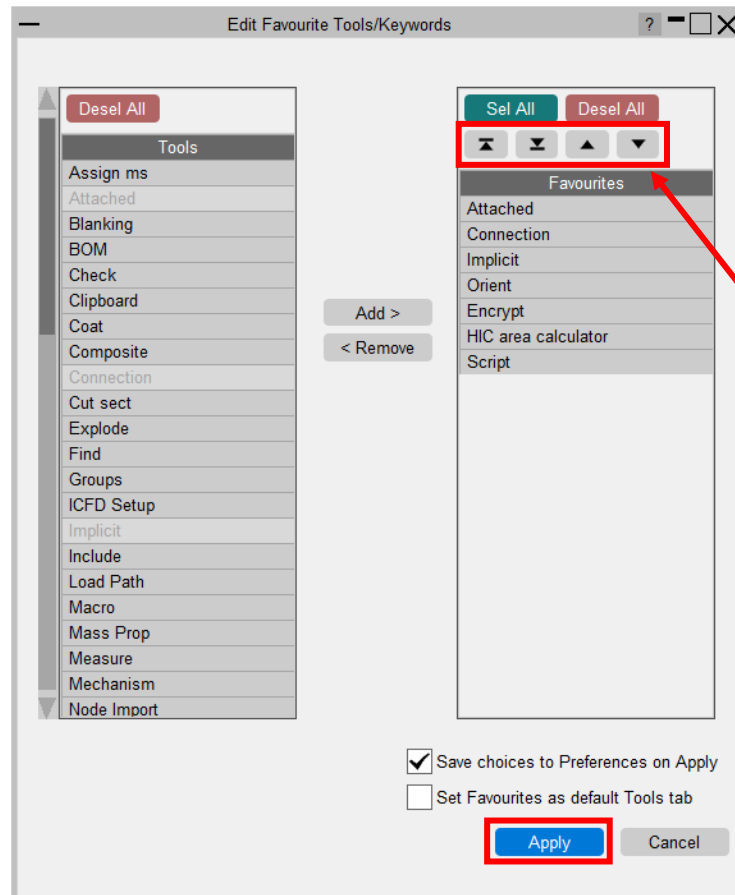 Edit Favourite Tools/Keywords
?
Desel All
Tools
Assign ms
Attached
Blanking
BOM
Check
Clipboard
Coat
Composite
Connection
Cut sect
Explode
Find
Groups
ICFD Setup
Implicit
Include
Load Path
Macro
Mass Prop
Measure
Mechanism
Node Import
Add >
< Remove
Sel All Desel All
Favourites
Attached
Connection
Implicit
Orient
Encrypt
HIC area calculator
Script
Save choices to Preferences on Apply
Set Favourites as default Tools tab
Apply Cancel